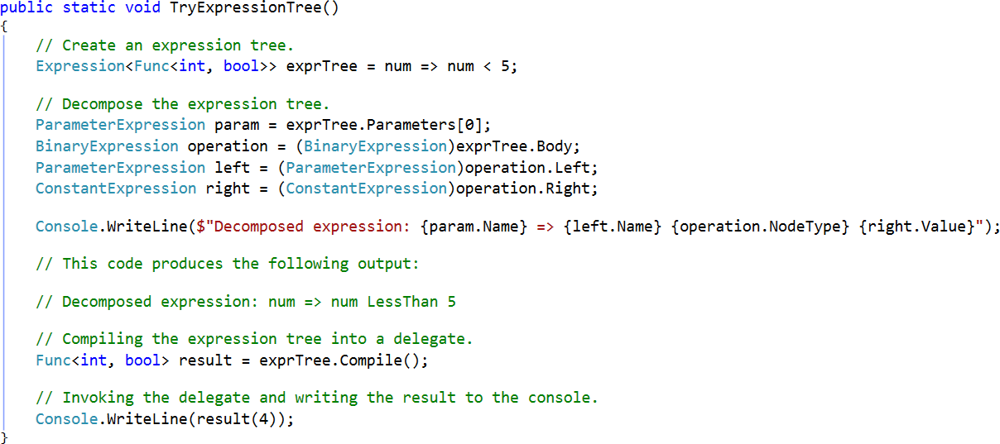 public static void TryExpressionTree()
{
// Create an expression tree.
Expression<Func<int, bool>> exprTree = num => num < 5;
// Decompose the expression tree.
ParameterExpression param = exprTree.Parameters[0];
BinaryExpression operation = (BinaryExpression)exprTree.Body;
ParameterExpression left = (ParameterExpression)operation.Left;
ConstantExpression right = (ConstantExpression)operation.Right;
Console.WriteLine($"Decomposed expression: {param.Name} => {left.Name} {operation.NodeType} {right.Value}");
// This code produces the following output:
// Decomposed expression: num => num LessThan 5
// Compiling the expression tree into a delegate.
Func<int, bool> result = exprTree.Compile();
// Invoking the delegate and writing the result to the console.
Console.WriteLine(result(4));
}